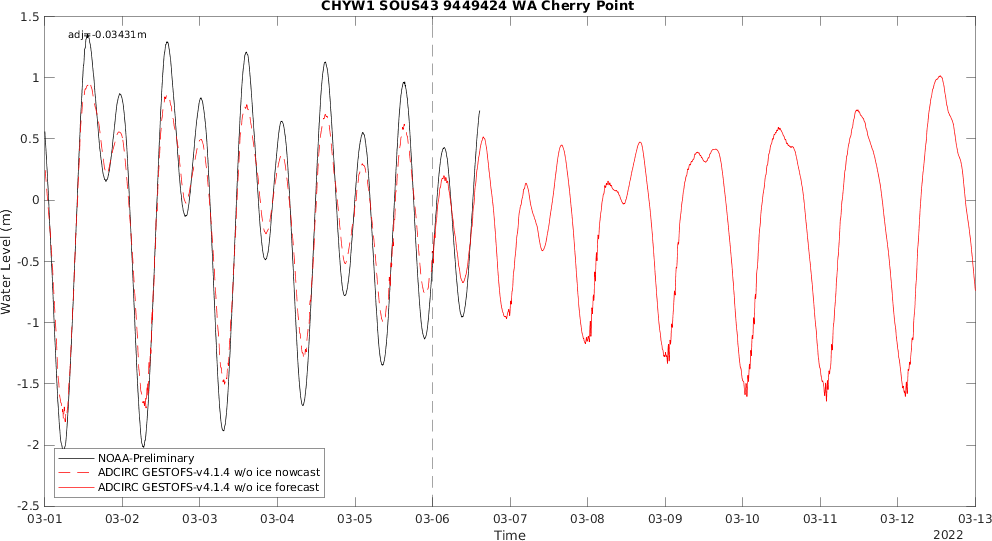 CHYW1 SOUS43 9449424 WA Cherry Point
adj=-0.03431m
Water Level (m)
1.5
1
0.5
0
-0.5
-1
-1.5
-2
-2.5
NOAA-Preliminary
ADCIRC GESTOFS-v4.1.4 w/o ice nowcast
ADCIRC GESTOFS-v4.1.4 w/o ice forecast
03-01 03-02 03-03 03-04 03-05 03-06 03-07 03-08 03-09 03-10 03-11 03-12 03-13
Time
2022